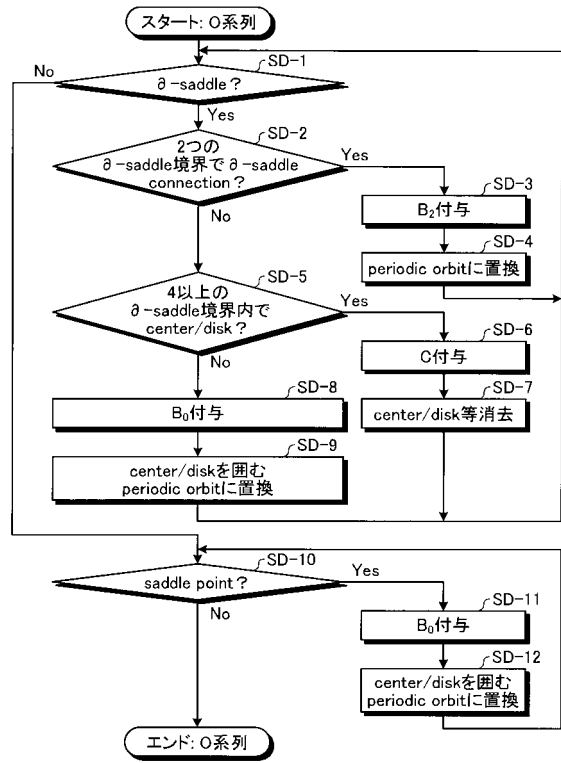 スタート: O系列
SD-1
No
∂-saddle?
Yes
SD-2
2つの
∂-saddle境界で∂-saddle
connection?
Yes
No
SD-3
B₂付与
SD-4
periodic orbitに置換
SD-5
4以上の
∂-saddle境界内で
center/disk?
Yes
No
SD-6
C付与
SD-7
center/disk等消去
SD-8
B₀付与
SD-9
center/diskを囲む
periodic orbitに置換
SD-10
saddle point?
Yes
No
SD-11
B₀付与
SD-12
center/diskを囲む
periodic orbitに置換
エンド: O系列